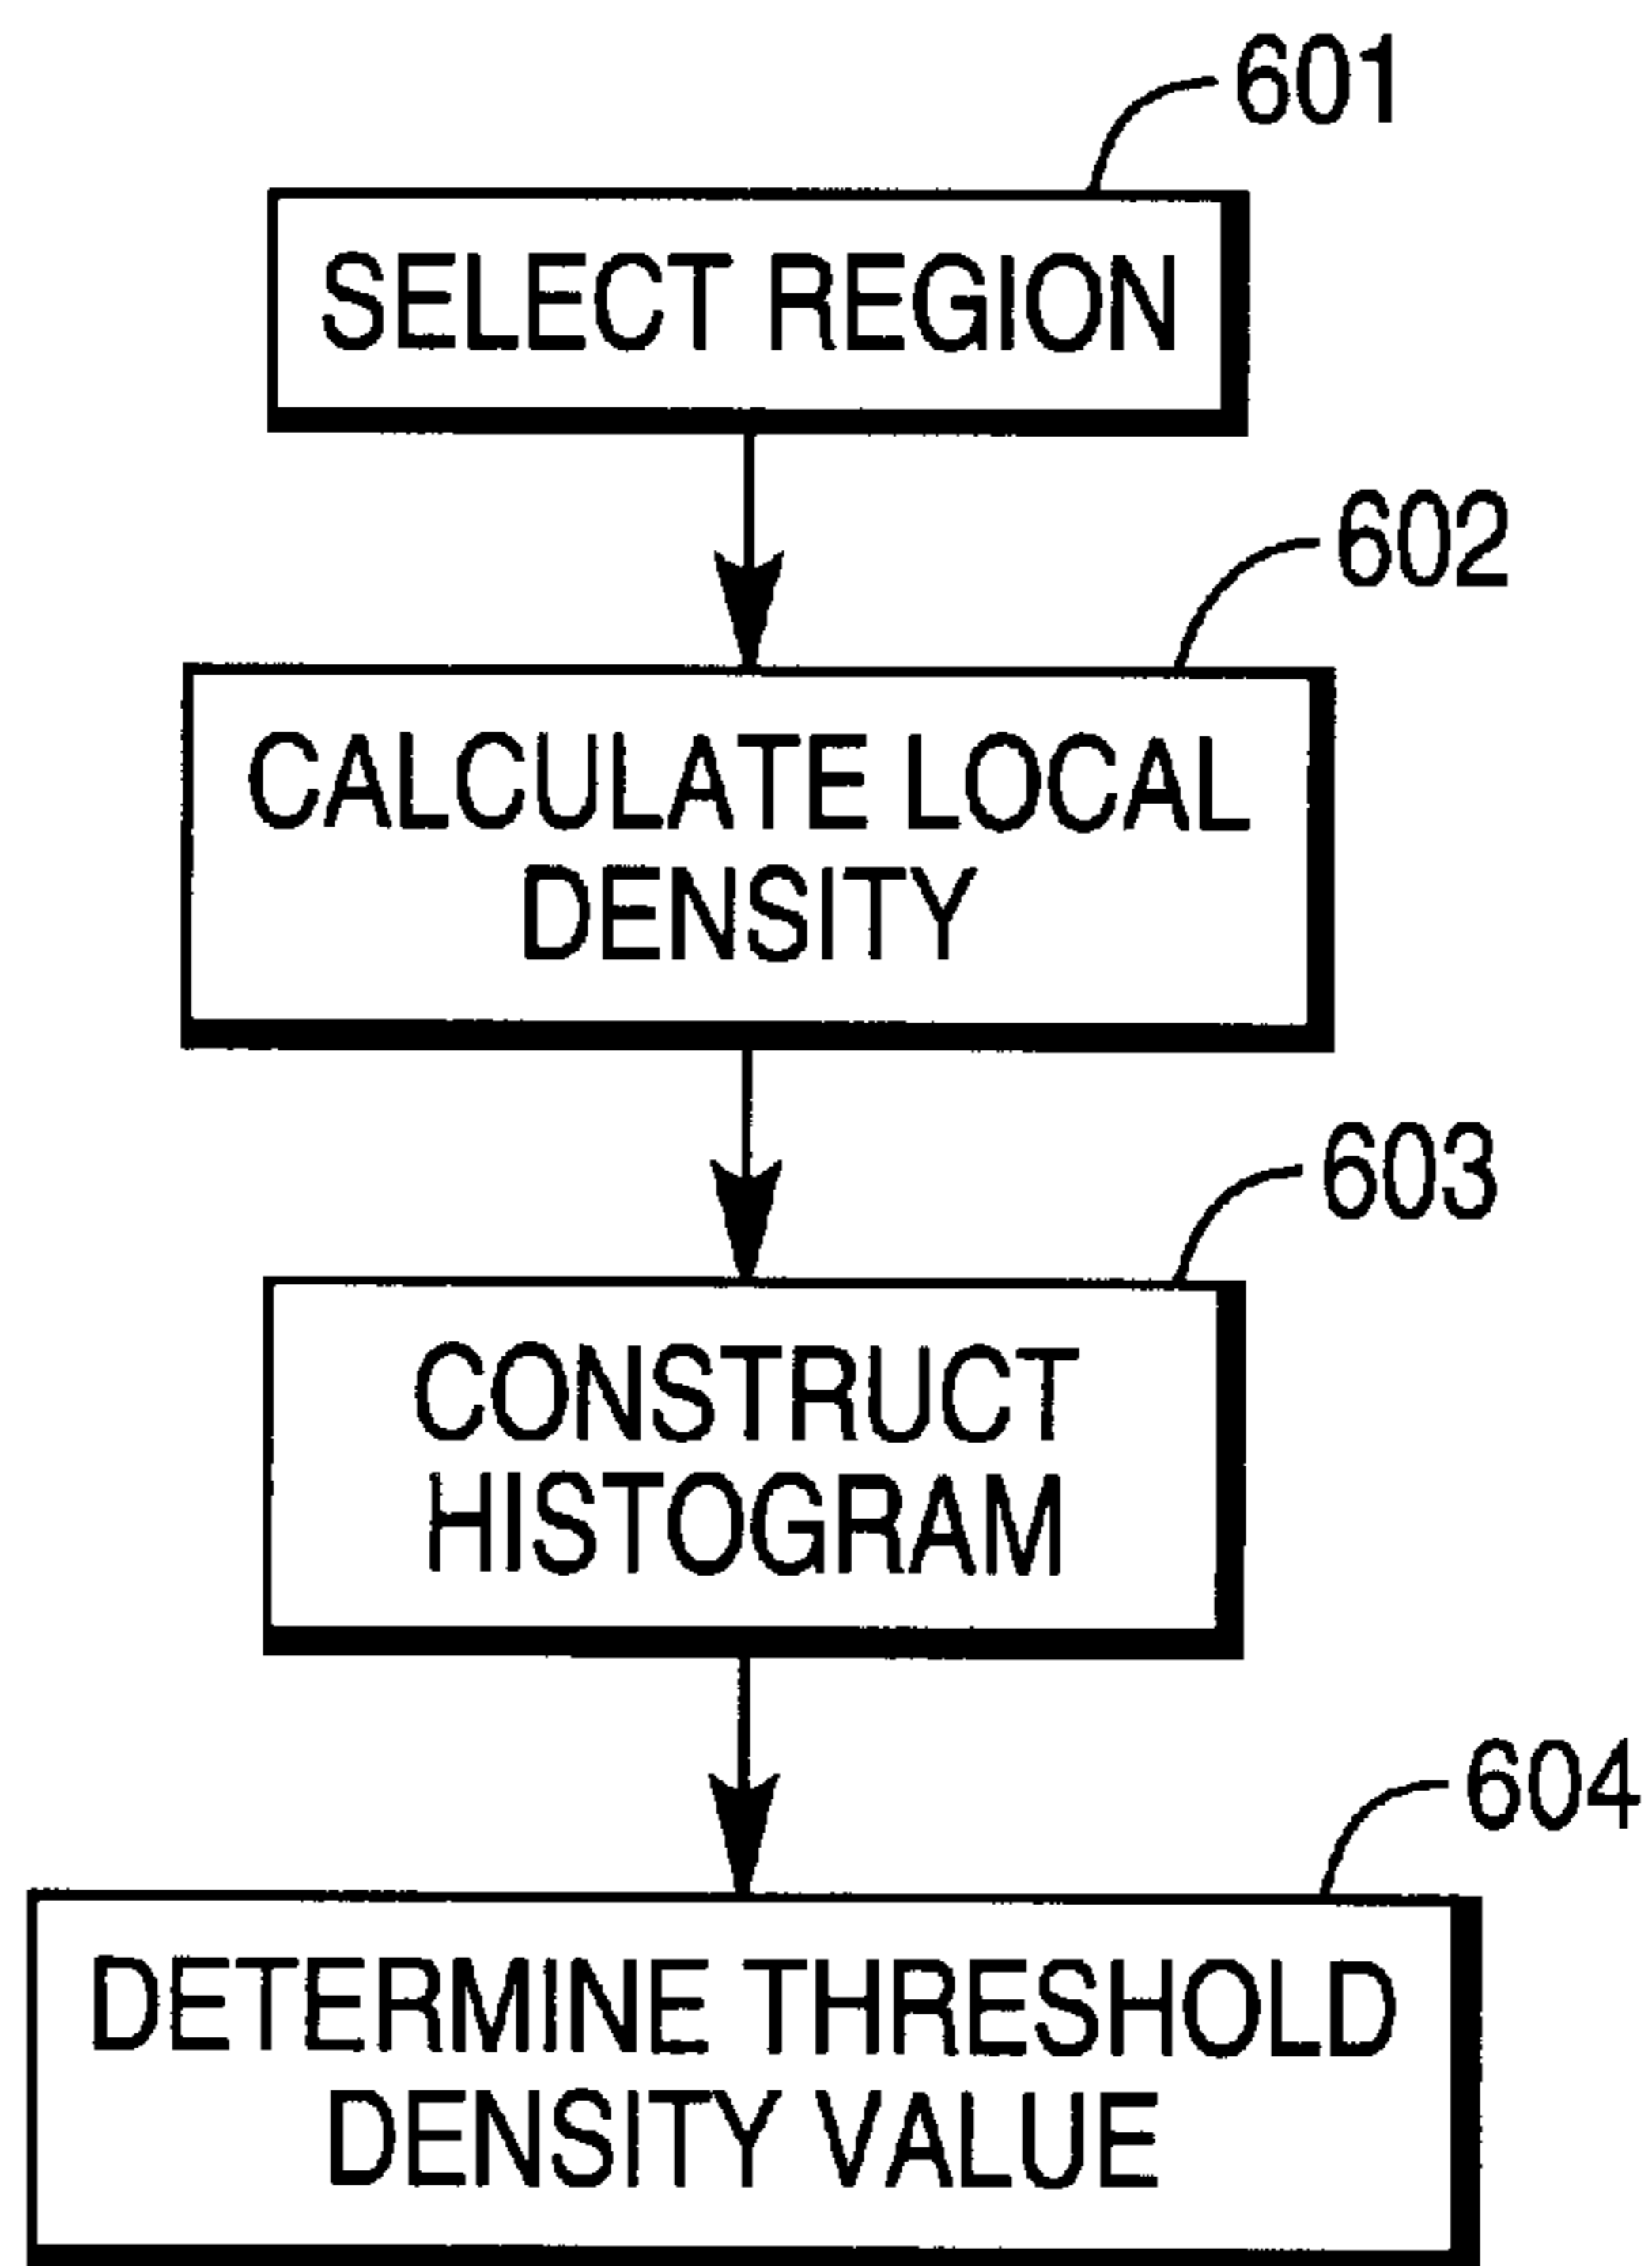 601
SELECT REGION
602
CALCULATE LOCAL
DENSITY
603
CONSTRUCT
HISTOGRAM
604
DETERMINE THRESHOLD
DENSITY VALUE